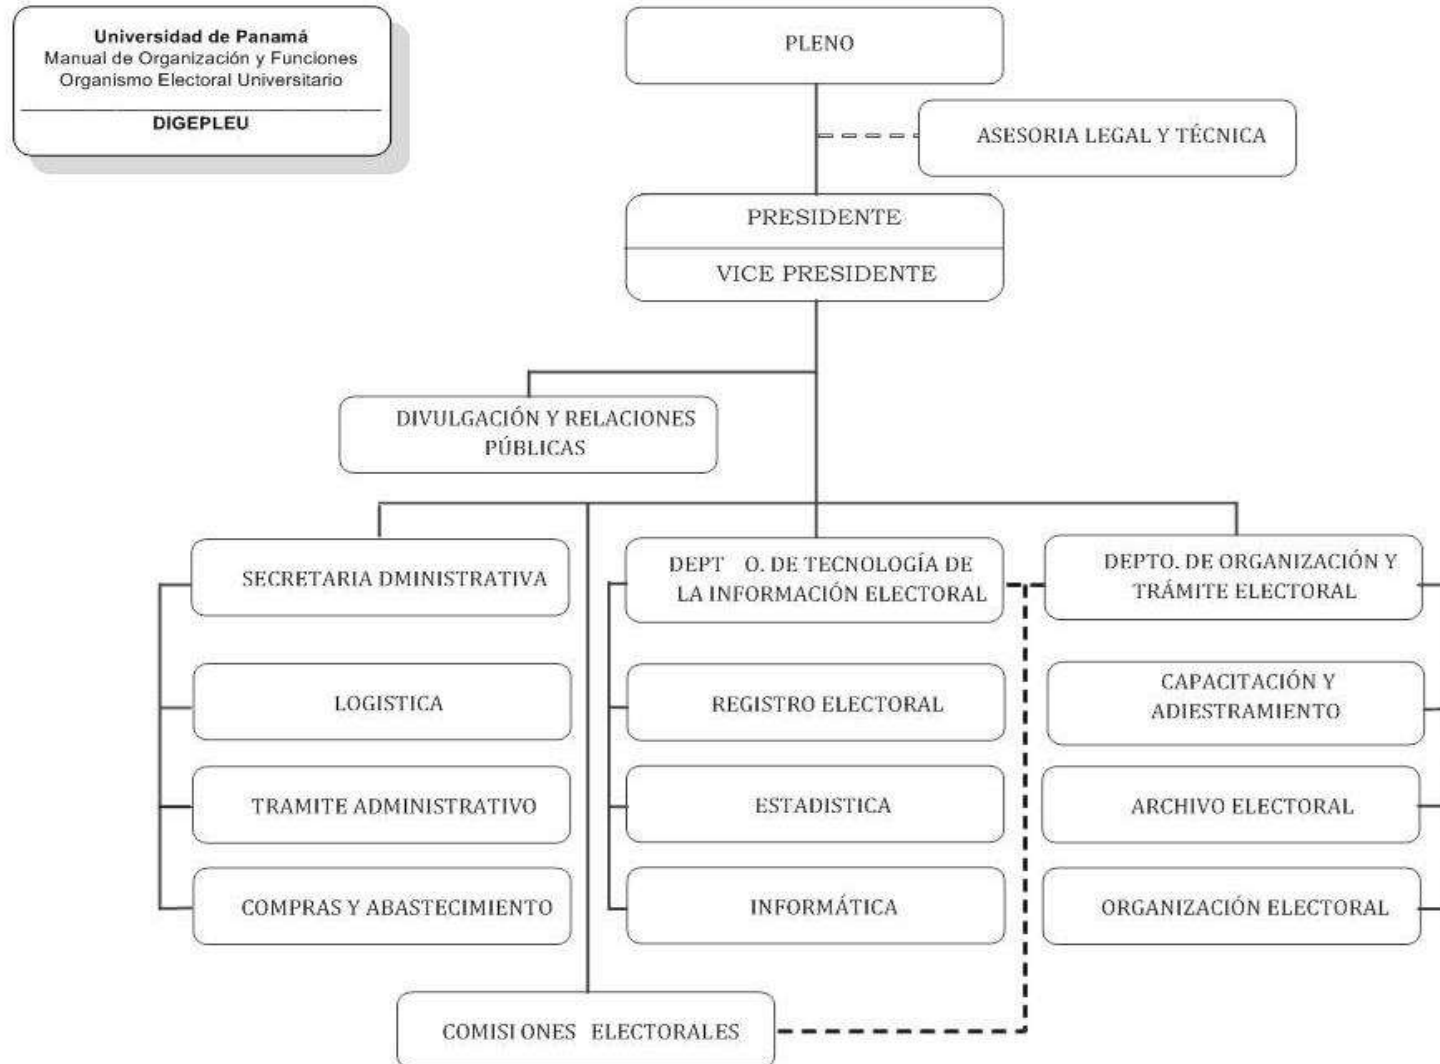 Universidad de Panamá
Manual de Organización y Funciones
Organismo Electoral Universitario
DIGEPLEU
PLENO
ASESORIA LEGAL Y TÉCNICA
PRESIDENTE
VICE PRESIDENTE
DIVULGACIÓN Y RELACIONES
PÚBLICAS
SECRETARIA DMINISTRATIVA
LOGISTICA
TRAMITE ADMINISTRATIVO
COMPRAS Y ABASTECIMIENTO
DEPT O. DE TECNOLOGÍA DE
LA INFORMACIÓN ELECTORAL
REGISTRO ELECTORAL
ESTADISTICA
INFORMÁTICA
DEPTO. DE ORGANIZACIÓN Y
TRÁMITE ELECTORAL
CAPACITACIÓN Y
ADIESTRAMIENTO
ARCHIVO ELECTORAL
ORGANIZACIÓN ELECTORAL
COMISI ONES ELECTORALES